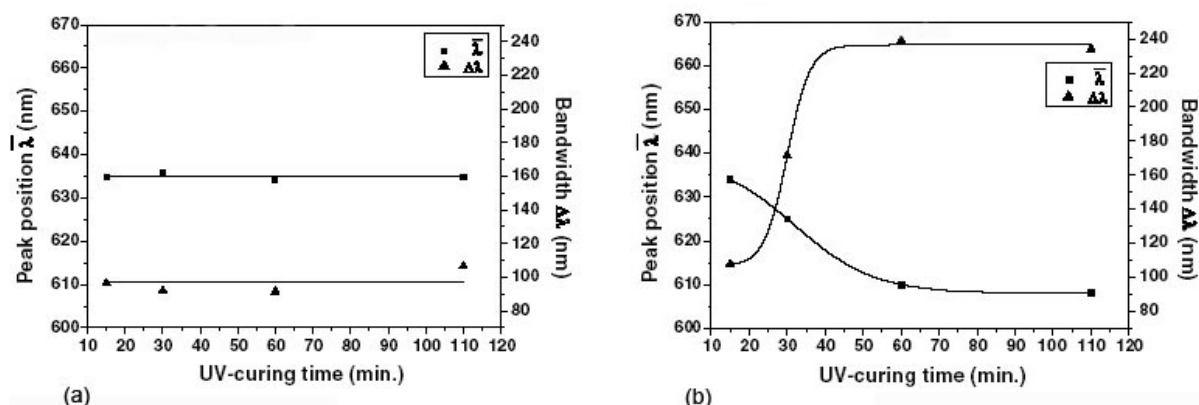 670
660
650
640
630
620
610
600
240
220
200
180
160
140
120
100
80
λ̄
Δλ
Peak position λ̄ (nm)
Bandwidth Δλ (nm)
10 20 30 40 50 60 70 80 90 100 110 120
UV-curing time (min.)
(a)
670
660
650
640
630
620
610
600
240
220
200
180
160
140
120
100
80
λ̄
Δλ
Peak position λ̄ (nm)
Bandwidth Δλ (nm)
10 20 30 40 50 60 70 80 90 100 110 120
UV-curing time (min.)
(b)